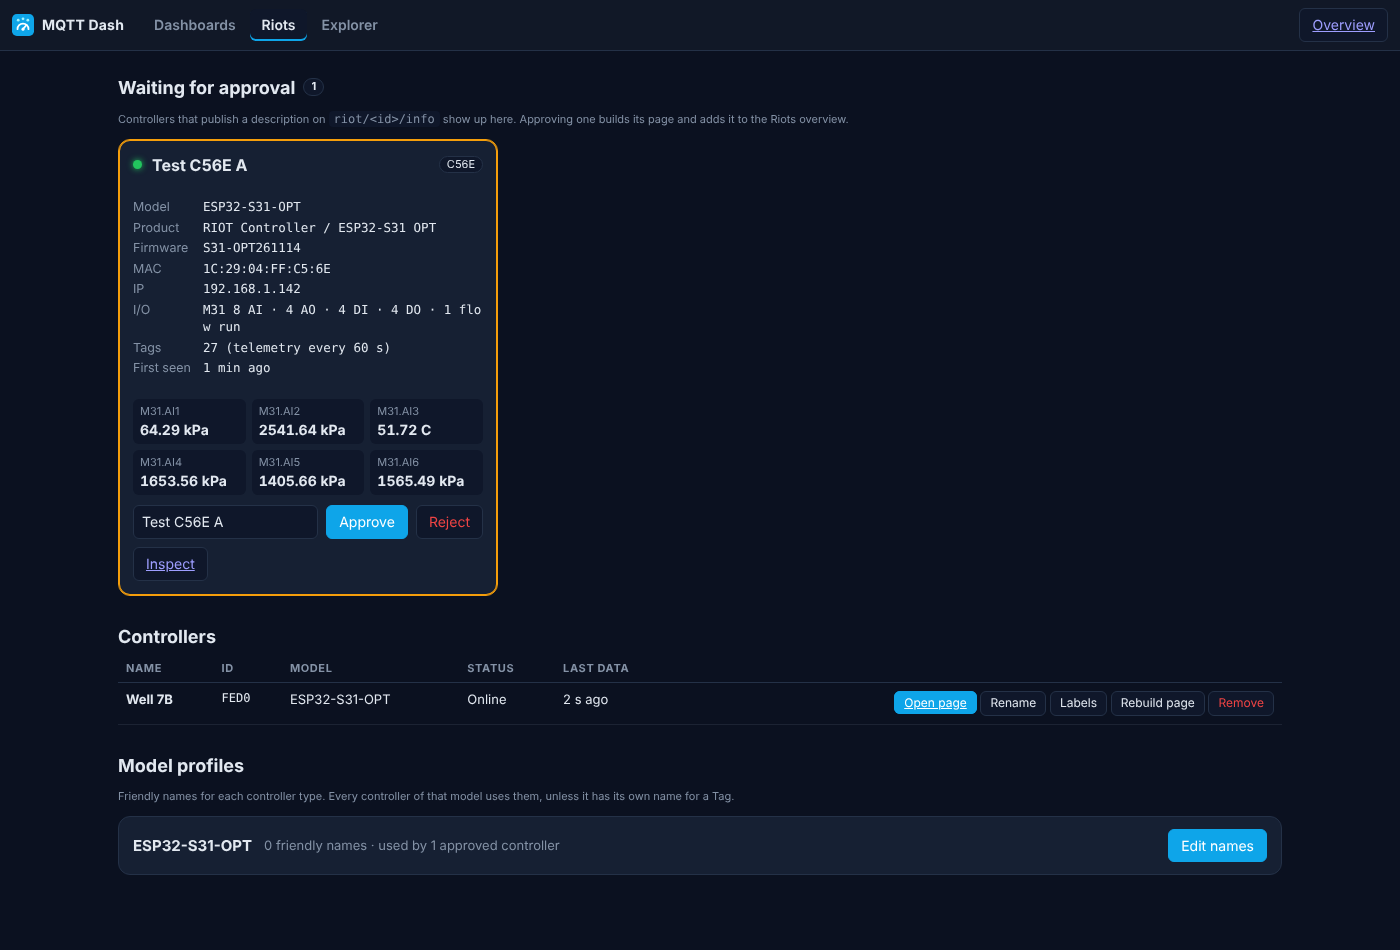 MQTT Dash Dashboards Riots Explorer Overview
Waiting for approval 1
Controllers that publish a description on riot/<id>/info show up here. Approving one builds its page and adds it to the Riots overview.
Test C56E A C56E
Model ESP32-S31-OPT
Product RIOT Controller / ESP32-S31 OPT
Firmware S31-OPT261114
MAC 1C:29:04:FF:C5:6E
IP 192.168.1.142
I/O M31 8 AI · 4 AO · 4 DI · 4 DO · 1 flo
w run
Tags 27 (telemetry every 60 s)
First seen 1 min ago
M31.AI1 M31.AI2 M31.AI3
64.29 kPa 2541.64 kPa 51.72 C
M31.AI4 M31.AI5 M31.AI6
1653.56 kPa 1405.66 kPa 1565.49 kPa
Test C56E A Approve Reject
Inspect
Controllers
NAME ID MODEL STATUS LAST DATA
Well 7B FED0 ESP32-S31-OPT Online 2 s ago Open page Rename Labels Rebuild page Remove
Model profiles
Friendly names for each controller type. Every controller of that model uses them, unless it has its own name for a Tag.
ESP32-S31-OPT 0 friendly names · used by 1 approved controller Edit names